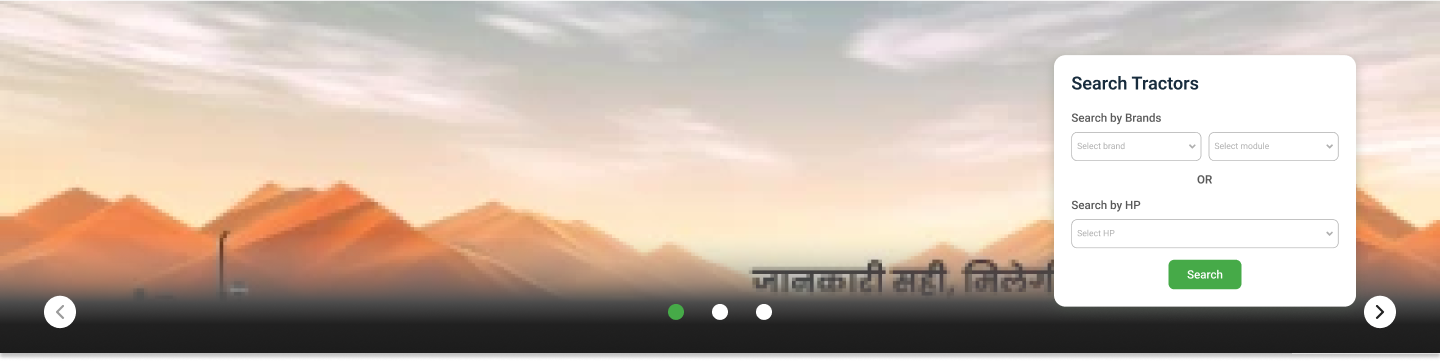 Search Tractors
Search by Brands
Select brand
Select module
OR
Search by HP
Select HP
Search
जानकाटी सही, मिलेगी